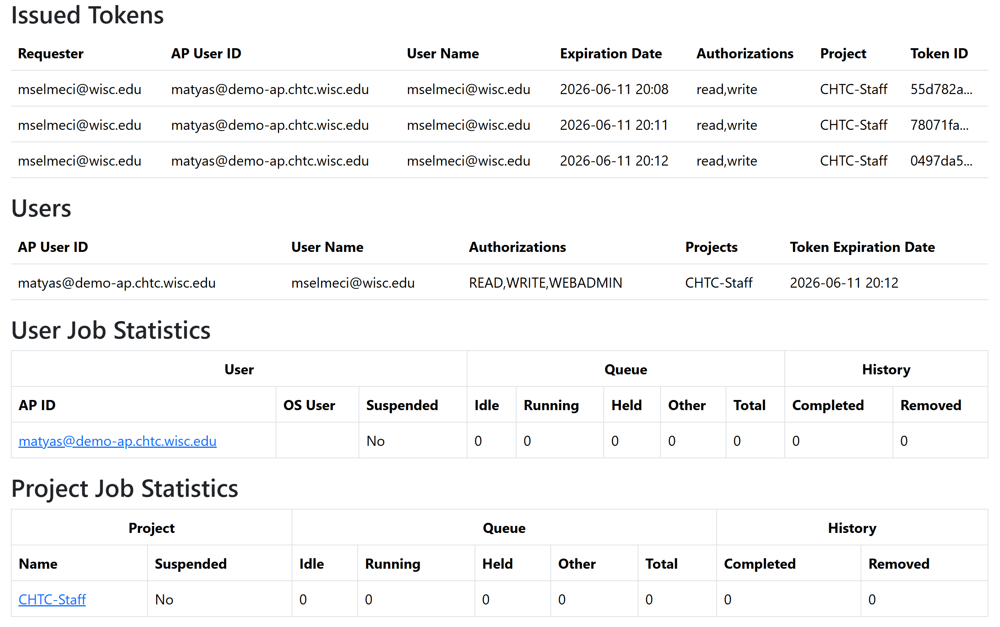 Issued Tokens
Requester AP User ID User Name Expiration Date Authorizations Project Token ID
mselmeci@wisc.edu matyas@demo-ap.chtc.wisc.edu mselmeci@wisc.edu 2026-06-11 20:08 read,write CHTC-Staff 55d782a...
mselmeci@wisc.edu matyas@demo-ap.chtc.wisc.edu mselmeci@wisc.edu 2026-06-11 20:11 read,write CHTC-Staff 78071fa...
mselmeci@wisc.edu matyas@demo-ap.chtc.wisc.edu mselmeci@wisc.edu 2026-06-11 20:12 read,write CHTC-Staff 0497da5...
Users
AP User ID User Name Authorizations Projects Token Expiration Date
matyas@demo-ap.chtc.wisc.edu mselmeci@wisc.edu READ,WRITE,WEBADMIN CHTC-Staff 2026-06-11 20:12
User Job Statistics
User Queue History
AP ID OS User Suspended Idle Running Held Other Total Completed Removed
matyas@demo-ap.chtc.wisc.edu No 0 0 0 0 0 0 0
Project Job Statistics
Project Queue History
Name Suspended Idle Running Held Other Total Completed Removed
CHTC-Staff No 0 0 0 0 0 0 0